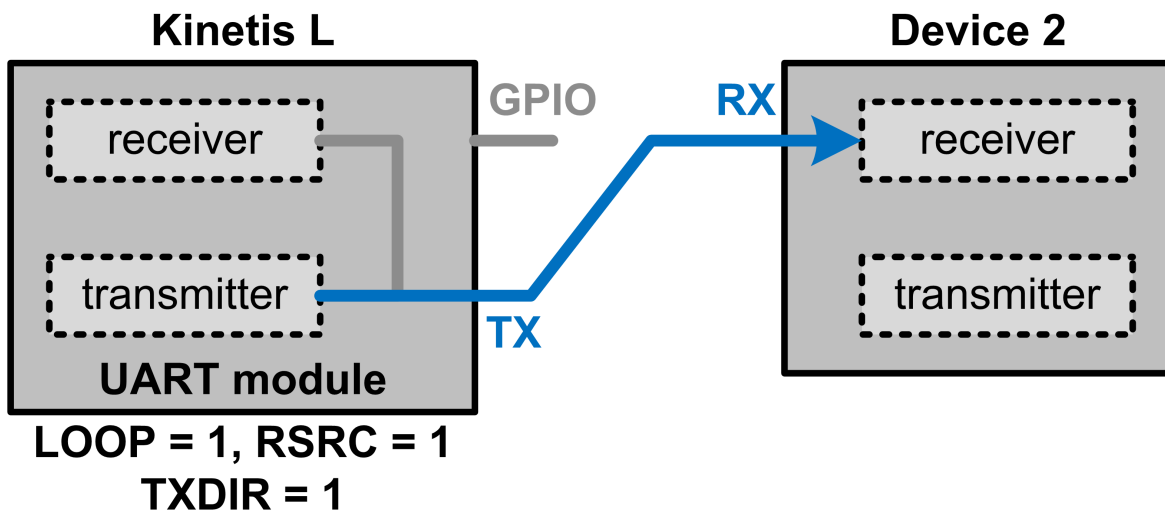 Kinetis L
Device 2
GPIO
RX
receiver
receiver
transmitter
transmitter
TX
UART module
LOOP = 1, RSRC = 1
TXDIR = 1